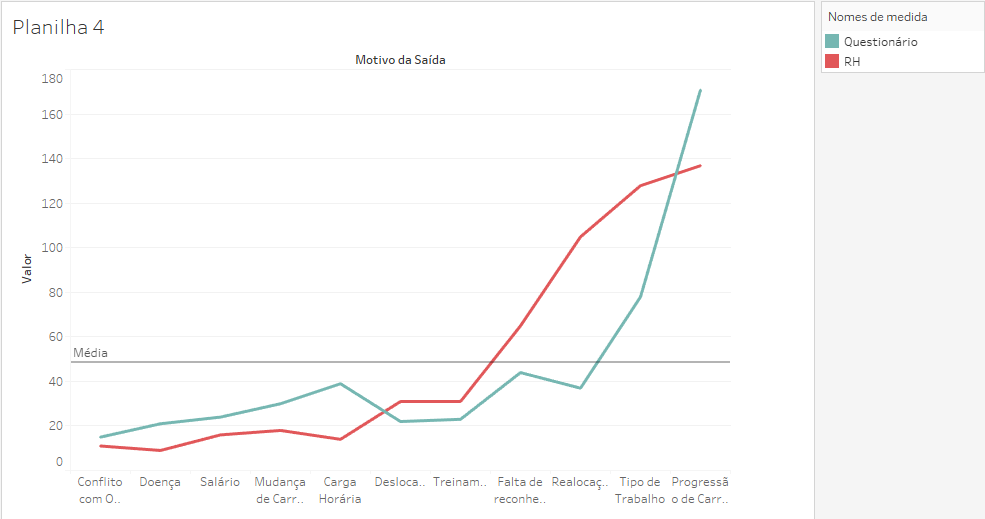 Planilha 4
Nomes de medida
Questionário
RH
Motivo da Saída
180
160
140
120
100
80
60
40
20
0
Valor
Média
Conflito
com O..
Doença
Salário
Mudança
de Carr..
Carga
Horária
Desloca..
Treinam..
Falta de
reconhe..
Realocaç..
Tipo de
Trabalho
Progressã
o de Carr..